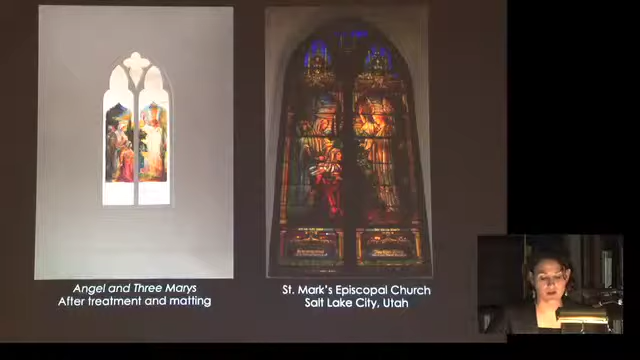 Angel and Three Marys
After treatment and matting
St. Mark's Episcopal Church
Salt Lake City, Utah